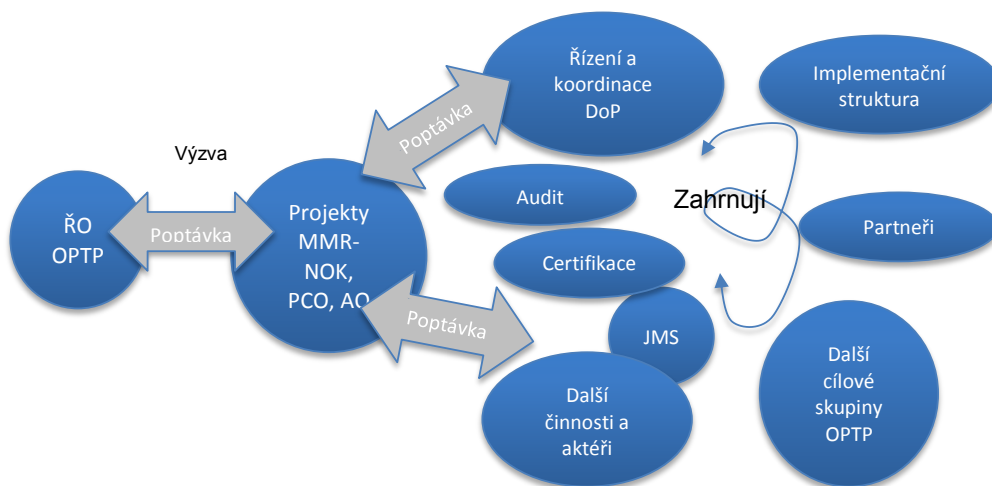 Výzva
ŘO
OPTP
Poptávka
Projekty
MMR-
NOK,
PCO, AO
Poptávka
Poptávka
Řízení a
koordinace
DoP
Audit
Certifikace
JMS
Další
činnosti a
aktéři
Zahrnují
Implementační
struktura
Partneři
Další
cílové
skupiny
OPTP